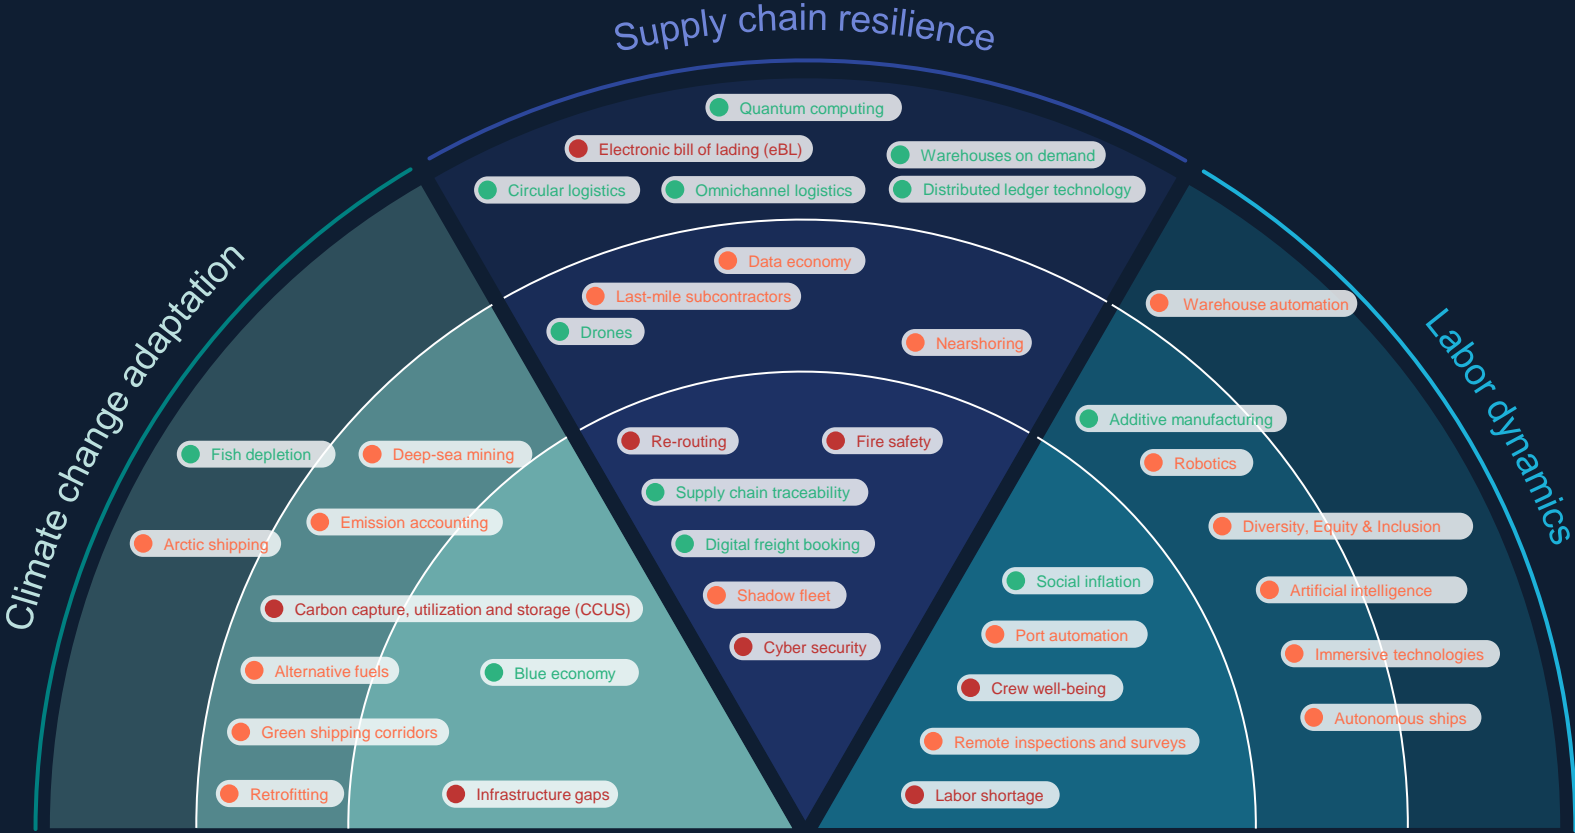 Supply chain resilience
Quantum computing
Electronic bill of lading (eBL)
Warehouses on demand
Circular logistics
Omnichannel logistics
Distributed ledger technology
Data economy
Last-mile subcontractors
Drones
Nearshoring
Re-routing
Fire safety
Supply chain traceability
Digital freight booking
Shadow fleet
Cyber security
Climate change adaptation
Fish depletion
Deep-sea mining
Emission accounting
Arctic shipping
Carbon capture, utilization and storage (CCUS)
Alternative fuels
Blue economy
Green shipping corridors
Retrofitting
Infrastructure gaps
Labor dynamics
Warehouse automation
Additive manufacturing
Robotics
Diversity, Equity & Inclusion
Social inflation
Artificial intelligence
Port automation
Immersive technologies
Crew well-being
Autonomous ships
Remote inspections and surveys
Labor shortage